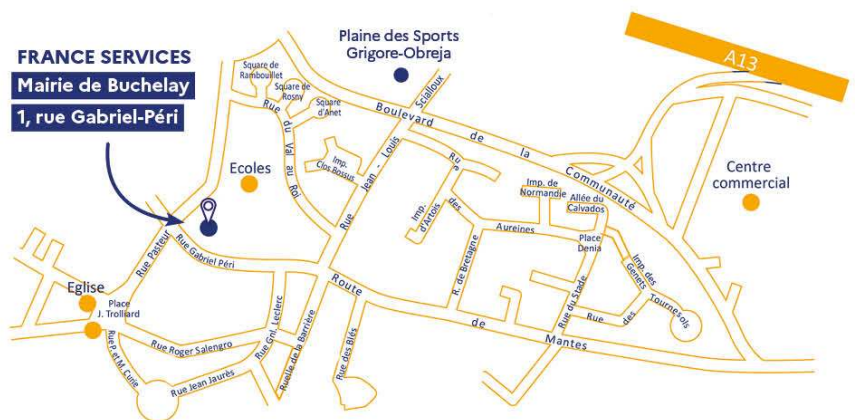 FRANCE SERVICES
Mairie de Buchelay
1, rue Gabriel-Péri
Plaine des Sports
Grigore-Obreja
A13
Square de
Rambouillet
Square de
Rosny
Square
d'Anet
Rue du Val au Roi
Boulevard de la Communauté
Rue Jean-Louis Scialloux
Imp.
Clos Bossus
Ecoles
Centre
commercial
Rue des Aureines
Imp. de
Normandie
Allée du
Calvados
Imp.
d'Artois
Place
Denia
R. de Bretagne
Imp. des
Genets
Rue Pasteur
Rue Gabriel Péri
Route de Mantes
Rue du Stade
Rue des Tournesols
Eglise
Place
J. Trolliard
Rue Gnl. Leclerc
Ruelle de la Barrière
Rue des Blés
Rue Roger Salengro
Rue P. et M. Curie
Rue Jean Jaurès